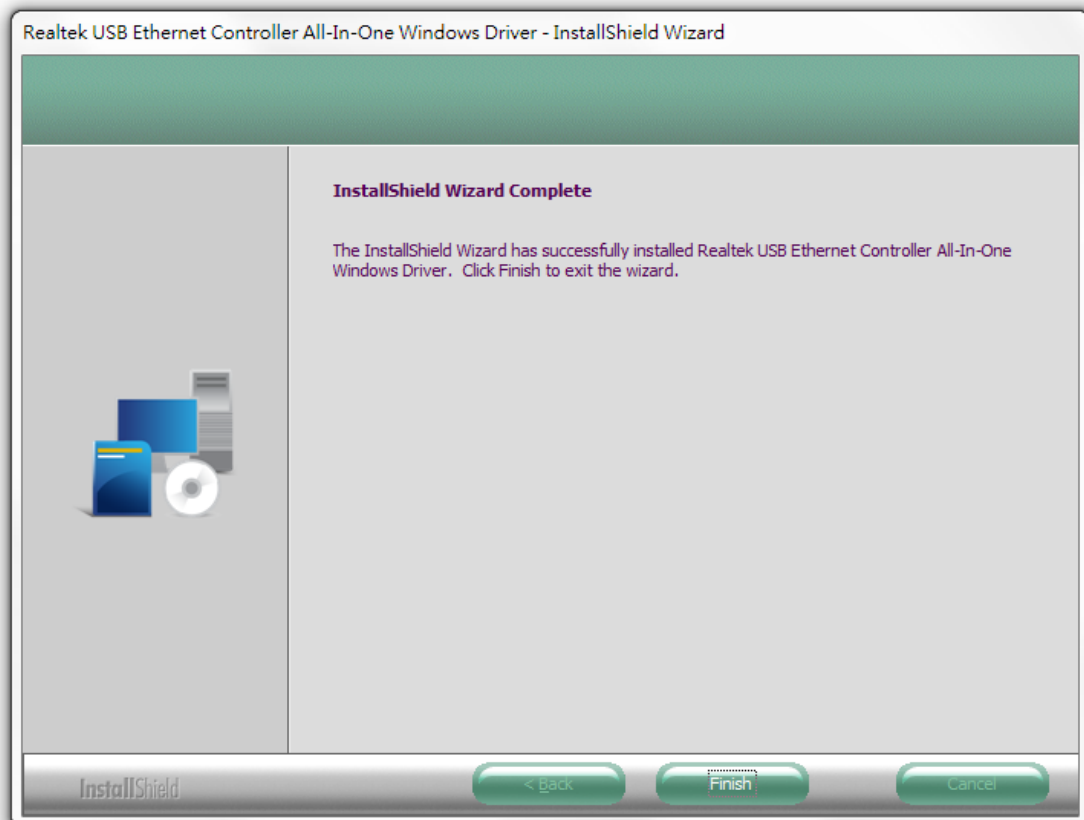 Realtek USB Ethernet Controller All-In-One Windows Driver - InstallShield Wizard
InstallShield Wizard Complete
The InstallShield Wizard has successfully installed Realtek USB Ethernet Controller All-In-One
Windows Driver.  Click Finish to exit the wizard.
InstallShield
< Back
Finish
Cancel